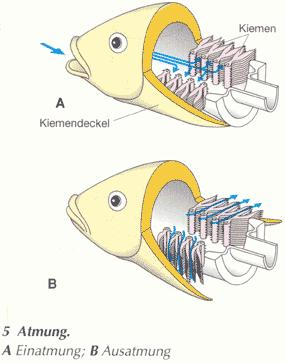 Kiemen
A
Kiemendeckel
B
5 Atmung.
A Einatmung; B Ausatmung